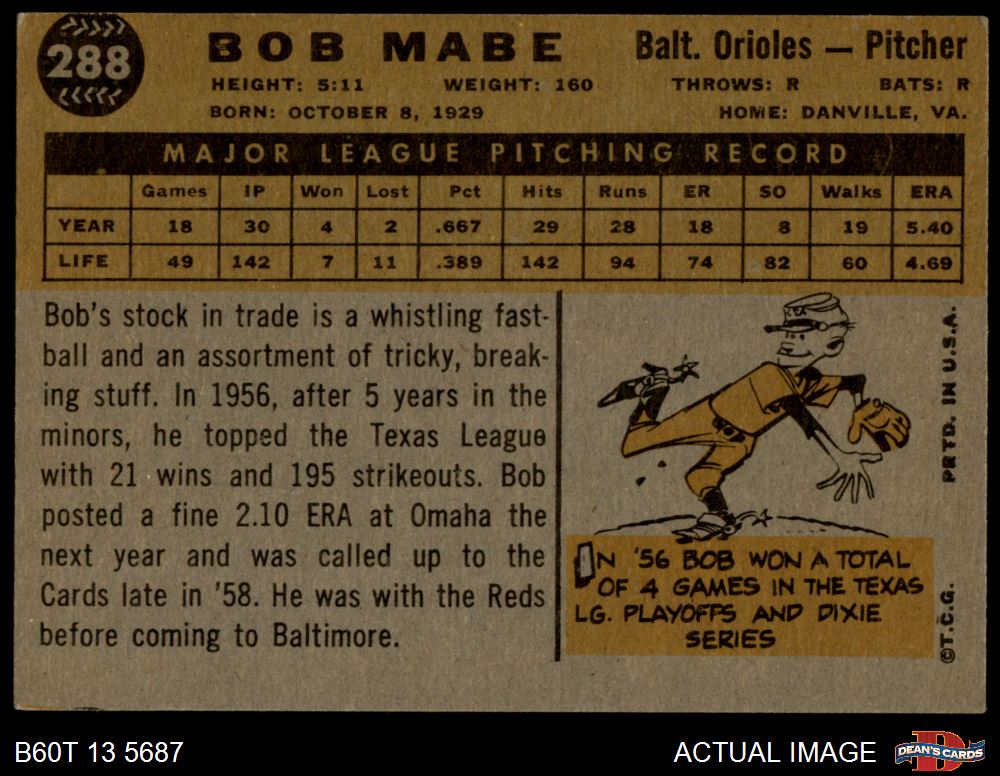 288
BOB MABE
Balt. Orioles — Pitcher
HEIGHT: 5:11 WEIGHT: 160 THROWS: R BATS: R
BORN: OCTOBER 8, 1929 HOME: DANVILLE, VA.
MAJOR LEAGUE PITCHING RECORD
Games IP Won Lost Pct Hits Runs ER SO Walks ERA
YEAR 18 30 4 2 .667 29 28 18 8 19 5.40
LIFE 49 142 7 11 .389 142 94 74 82 60 4.69
Bob's stock in trade is a whistling fast-
ball and an assortment of tricky, break-
ing stuff. In 1956, after 5 years in the
minors, he topped the Texas League
with 21 wins and 195 strikeouts. Bob
posted a fine 2.10 ERA at Omaha the
next year and was called up to the
Cards late in '58. He was with the Reds
before coming to Baltimore.
IN '56 BOB WON A TOTAL
OF 4 GAMES IN THE TEXAS
LG. PLAYOFFS AND DIXIE
SERIES
PRTD. IN U.S.A.
©T.C.G.
B60T 13 5687
ACTUAL IMAGE
DEAN'S CARDS